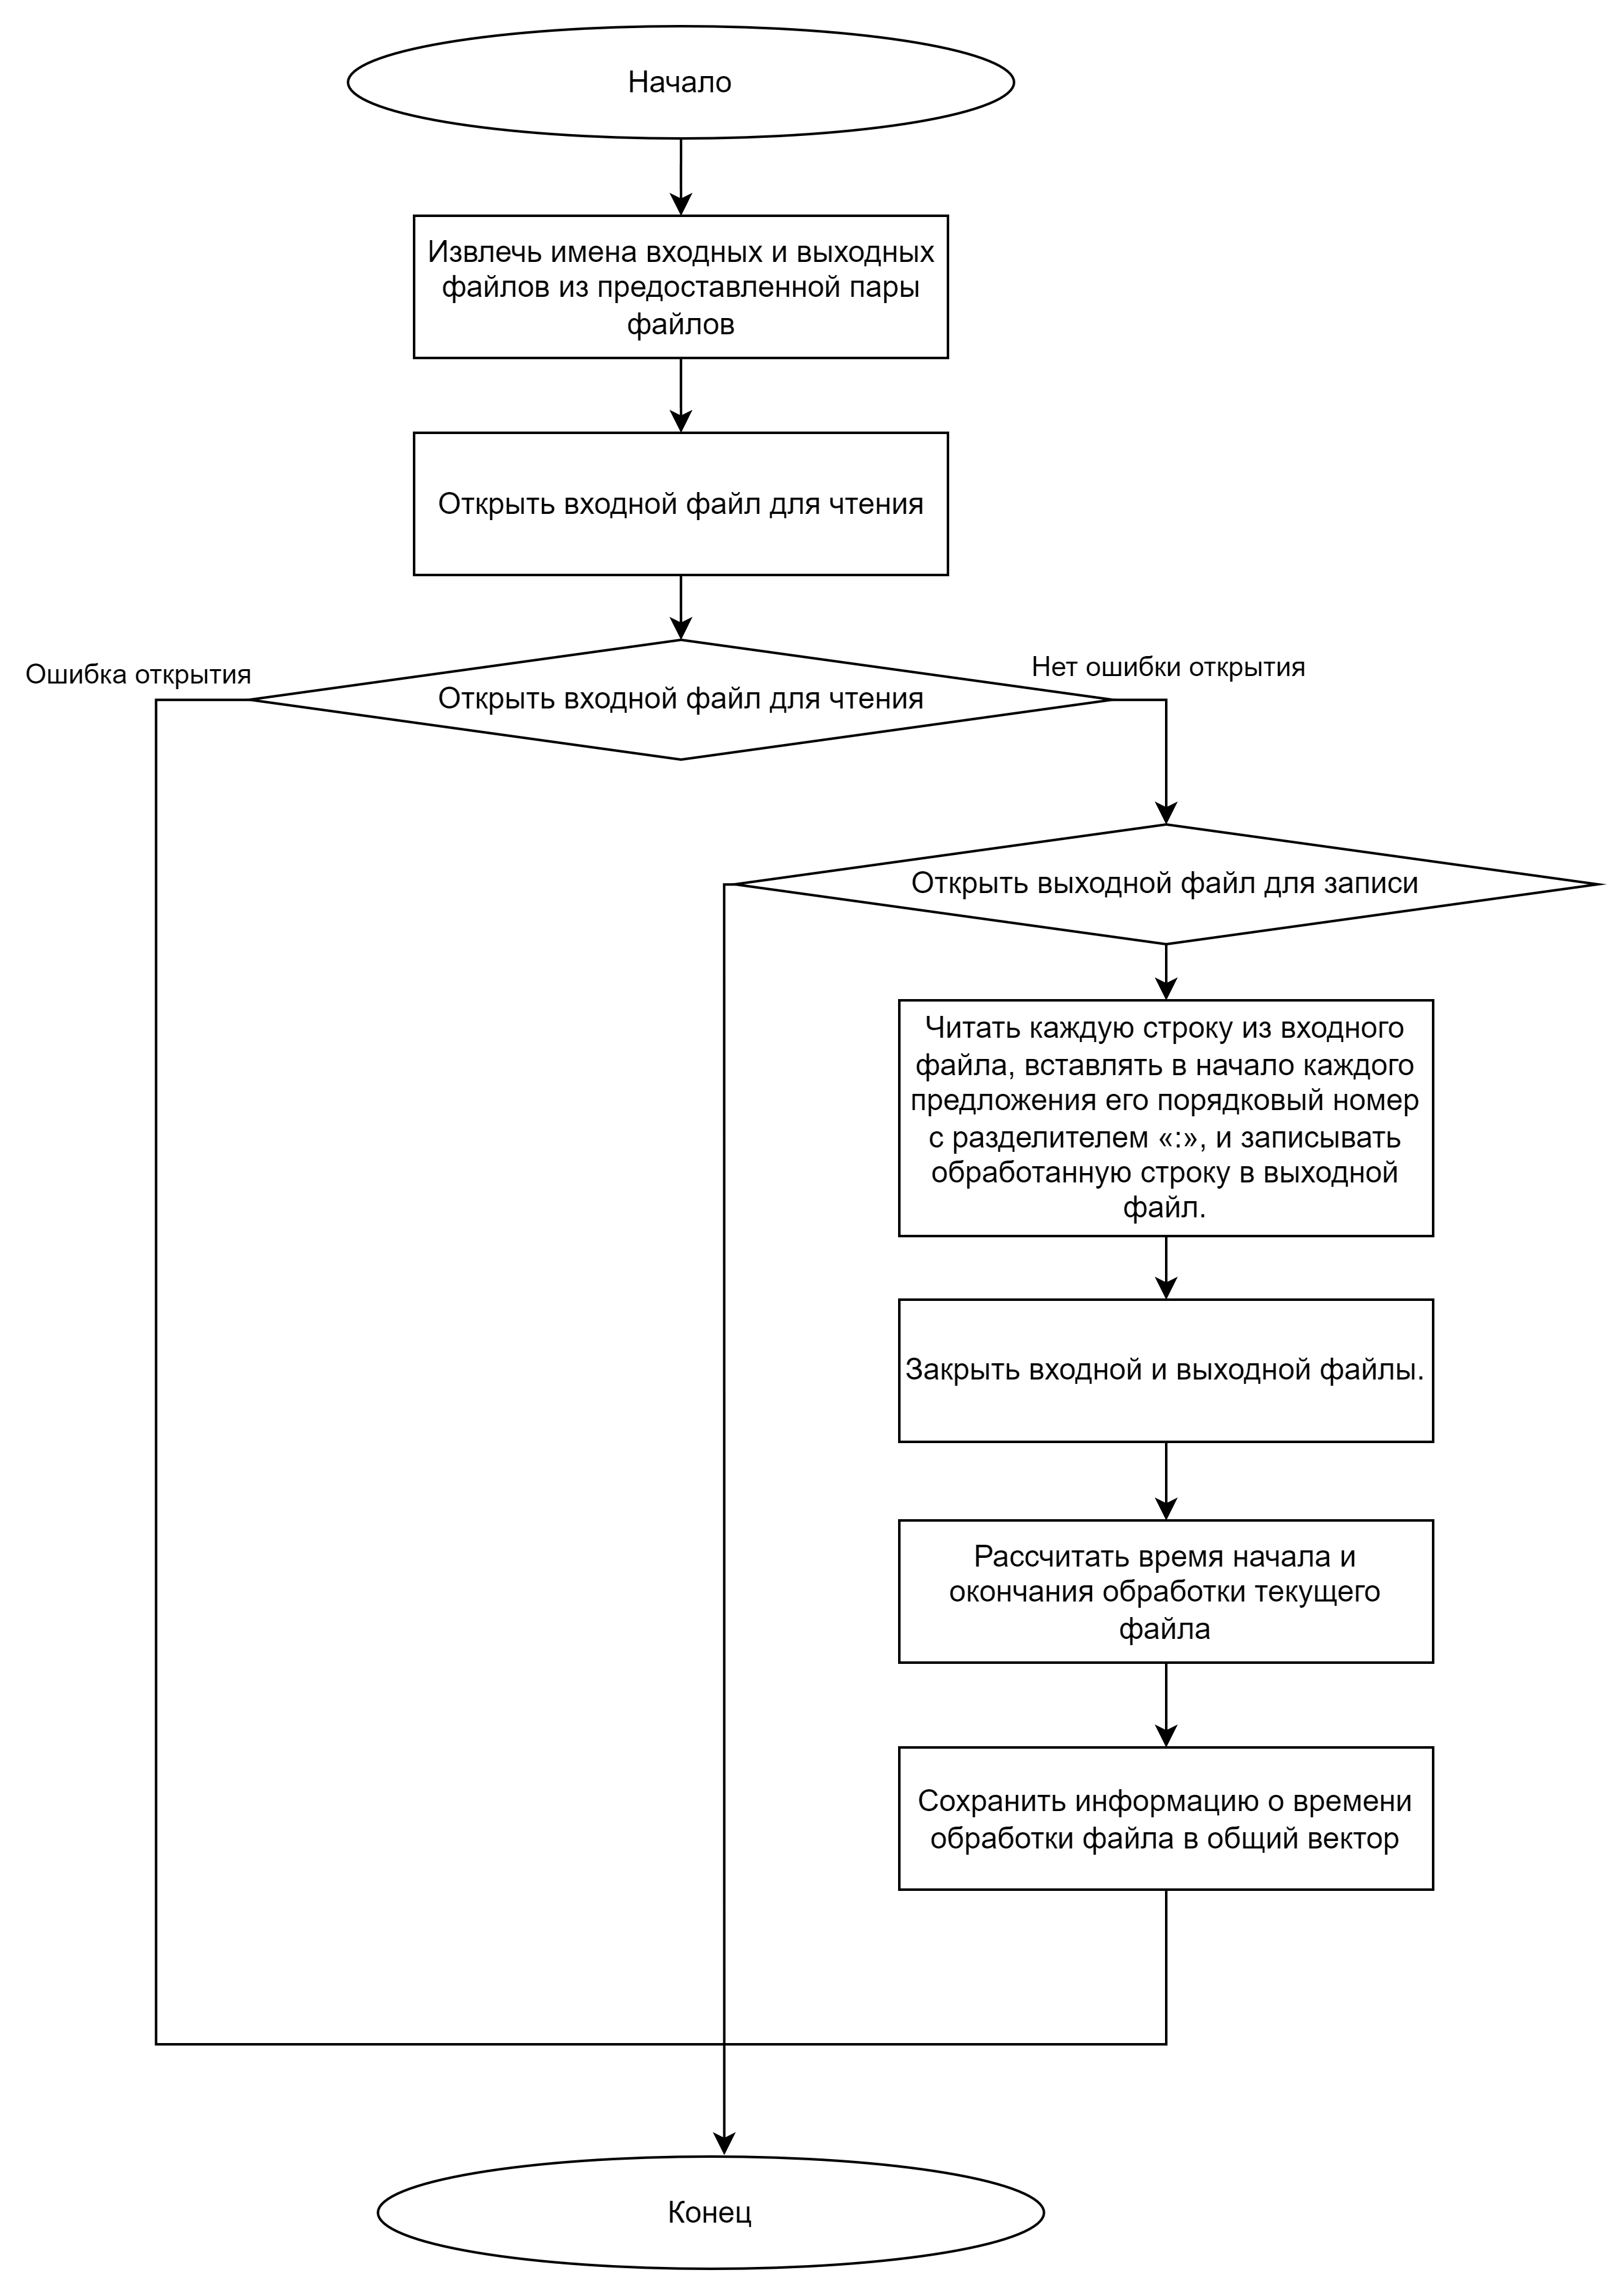 Начало
Извлечь имена входных и выходных
файлов из предоставленной пары
файлов
Открыть входной файл для чтения
Ошибка открытия
Открыть входной файл для чтения
Нет ошибки открытия
Открыть выходной файл для записи
Читать каждую строку из входного
файла, вставлять в начало каждого
предложения его порядковый номер
с разделителем «:», и записывать
обработанную строку в выходной
файл.
Закрыть входной и выходной файлы.
Рассчитать время начала и
окончания обработки текущего
файла
Сохранить информацию о времени
обработки файла в общий вектор
Конец